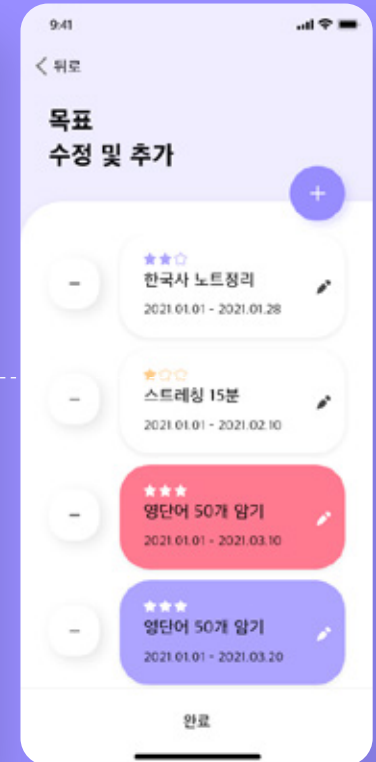 9:41
뒤로
목표
수정 및 추가
한국사 노트정리
2021.01.01 - 2021.01.28
스트레칭 15분
2021.01.01 - 2021.02.10
영단어 50개 암기
2021.01.01 - 2021.03.10
영단어 50개 암기
2021.01.01 - 2021.03.20
완료